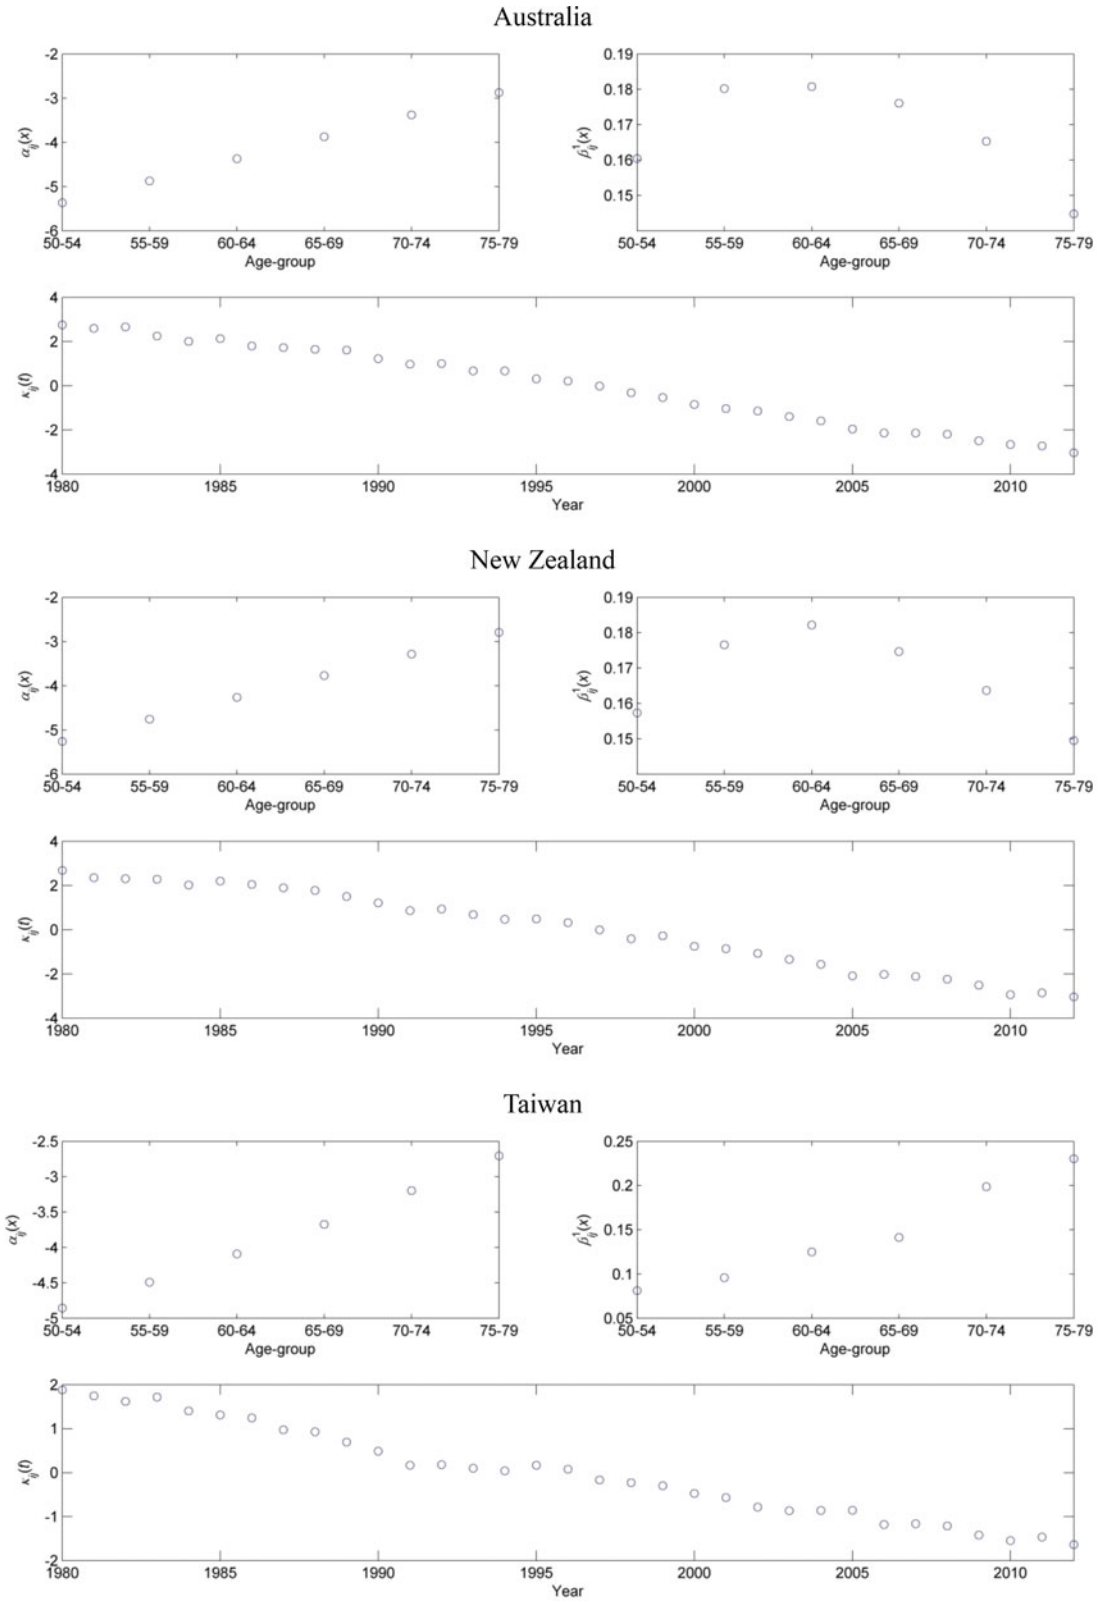 Australia
-2
-3
-4
-5
-6
α_ij(x)
50-54 55-59 60-64 65-69 70-74 75-79
Age-group
0.19
0.18
0.17
0.16
0.15
β^1_ij(x)
50-54 55-59 60-64 65-69 70-74 75-79
Age-group
4
2
0
-2
-4
κ_ij(t)
1980 1985 1990 1995 2000 2005 2010
Year
New Zealand
-2
-3
-4
-5
-6
α_ij(x)
50-54 55-59 60-64 65-69 70-74 75-79
Age-group
0.19
0.18
0.17
0.16
0.15
β^1_ij(x)
50-54 55-59 60-64 65-69 70-74 75-79
Age-group
4
2
0
-2
-4
κ_ij(t)
1980 1985 1990 1995 2000 2005 2010
Year
Taiwan
-2.5
-3
-3.5
-4
-4.5
-5
α_ij(x)
50-54 55-59 60-64 65-69 70-74 75-79
Age-group
0.25
0.2
0.15
0.1
0.05
β^1_ij(x)
50-54 55-59 60-64 65-69 70-74 75-79
Age-group
2
1
0
-1
-2
κ_ij(t)
1980 1985 1990 1995 2000 2005 2010
Year